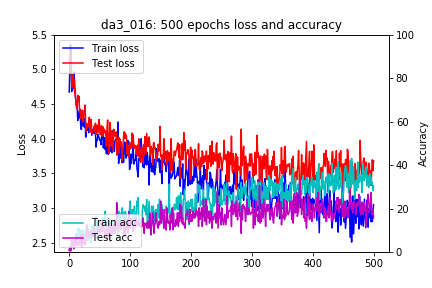 da3_016: 500 epochs loss and accuracy
5.5
5.0
4.5
4.0
3.5
3.0
2.5
Loss
Train loss
Test loss
Train acc
Test acc
100
80
60
40
20
0
Accuracy
0 100 200 300 400 500